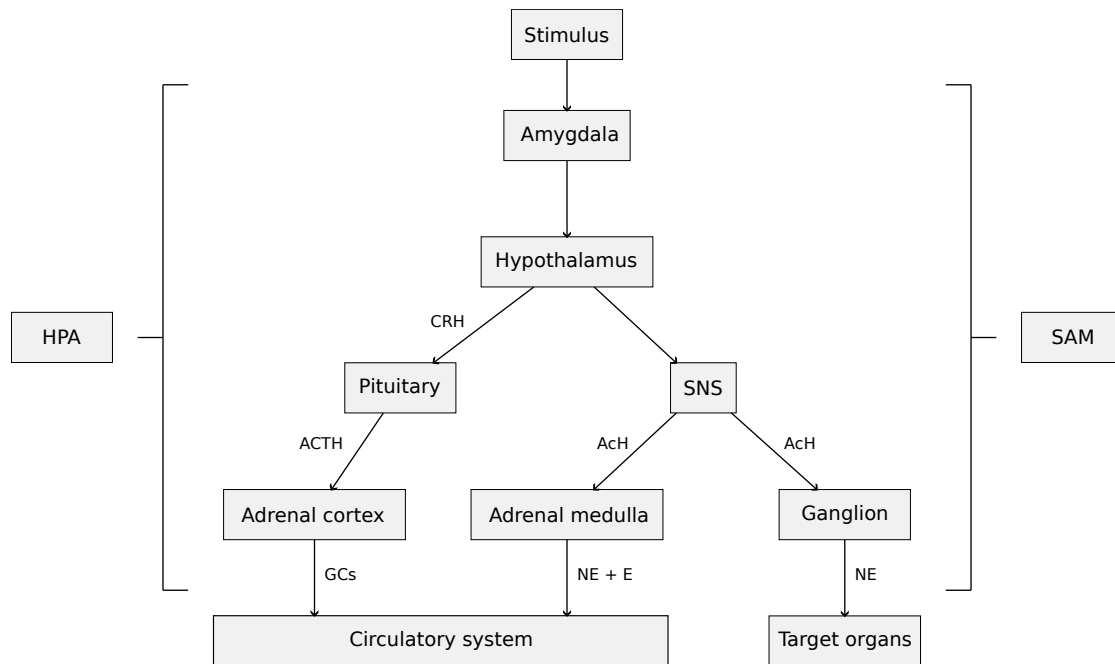 Stimulus
Amygdala
Hypothalamus
CRH
HPA
SAM
Pituitary
SNS
ACTH
AcH
AcH
Adrenal cortex
Adrenal medulla
Ganglion
GCs
NE + E
NE
Circulatory system
Target organs